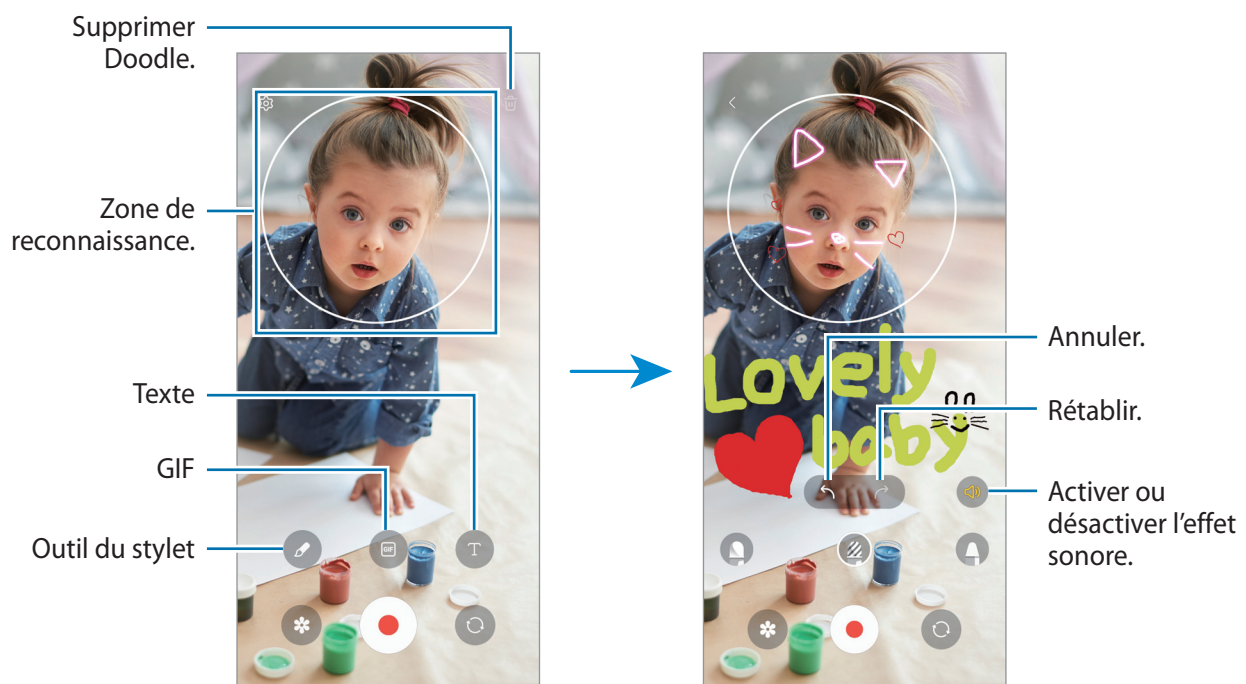 Supprimer
Doodle.
Zone de
reconnaissance.
Texte
GIF
Outil du stylet
GIF
T
Lovely
baby
Annuler.
Rétablir.
Activer ou
désactiver l'effet
sonore.